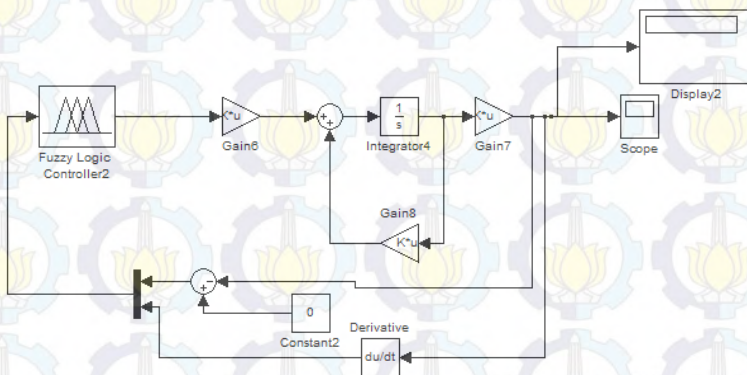 Display2
K*u
+
+
1
s
K*u
Fuzzy Logic
Controller2
Gain6
Integrator4
Gain7
Scope
Gain8
K*u
-
+
0
Constant2
Derivative
du/dt